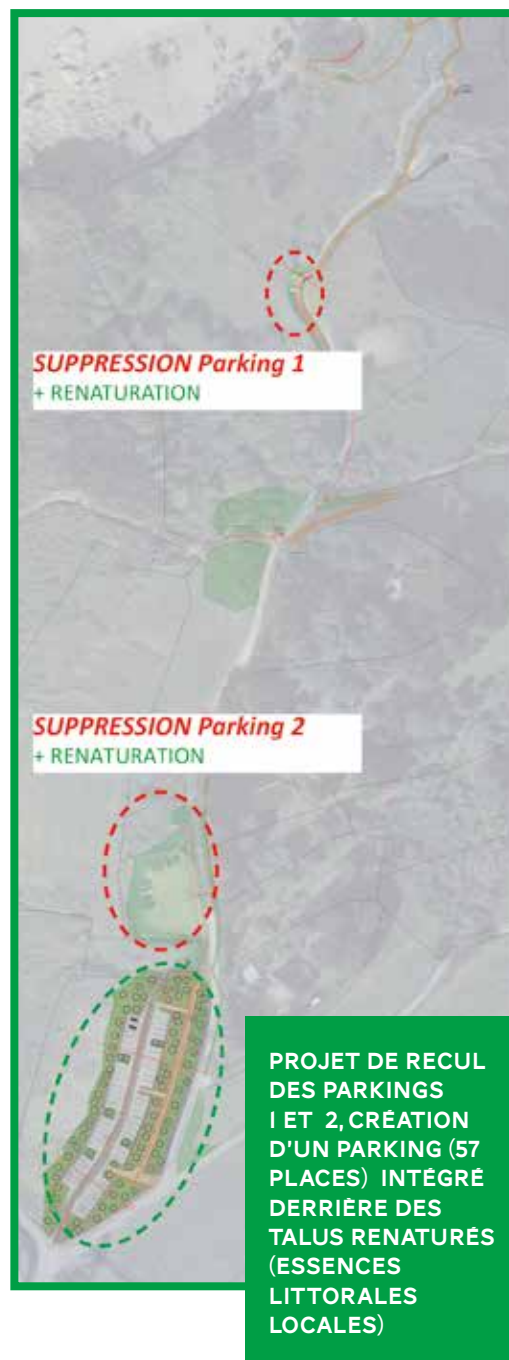 SUPPRESSION Parking 1
+ RENATURATION
SUPPRESSION Parking 2
+ RENATURATION
PROJET DE RECUL
DES PARKINGS
1 ET 2, CRÉATION
D'UN PARKING (57
PLACES) INTÉGRÉ
DERRIÈRE DES
TALUS RENATURÉS
(ESSENCES
LITTORALES
LOCALES)